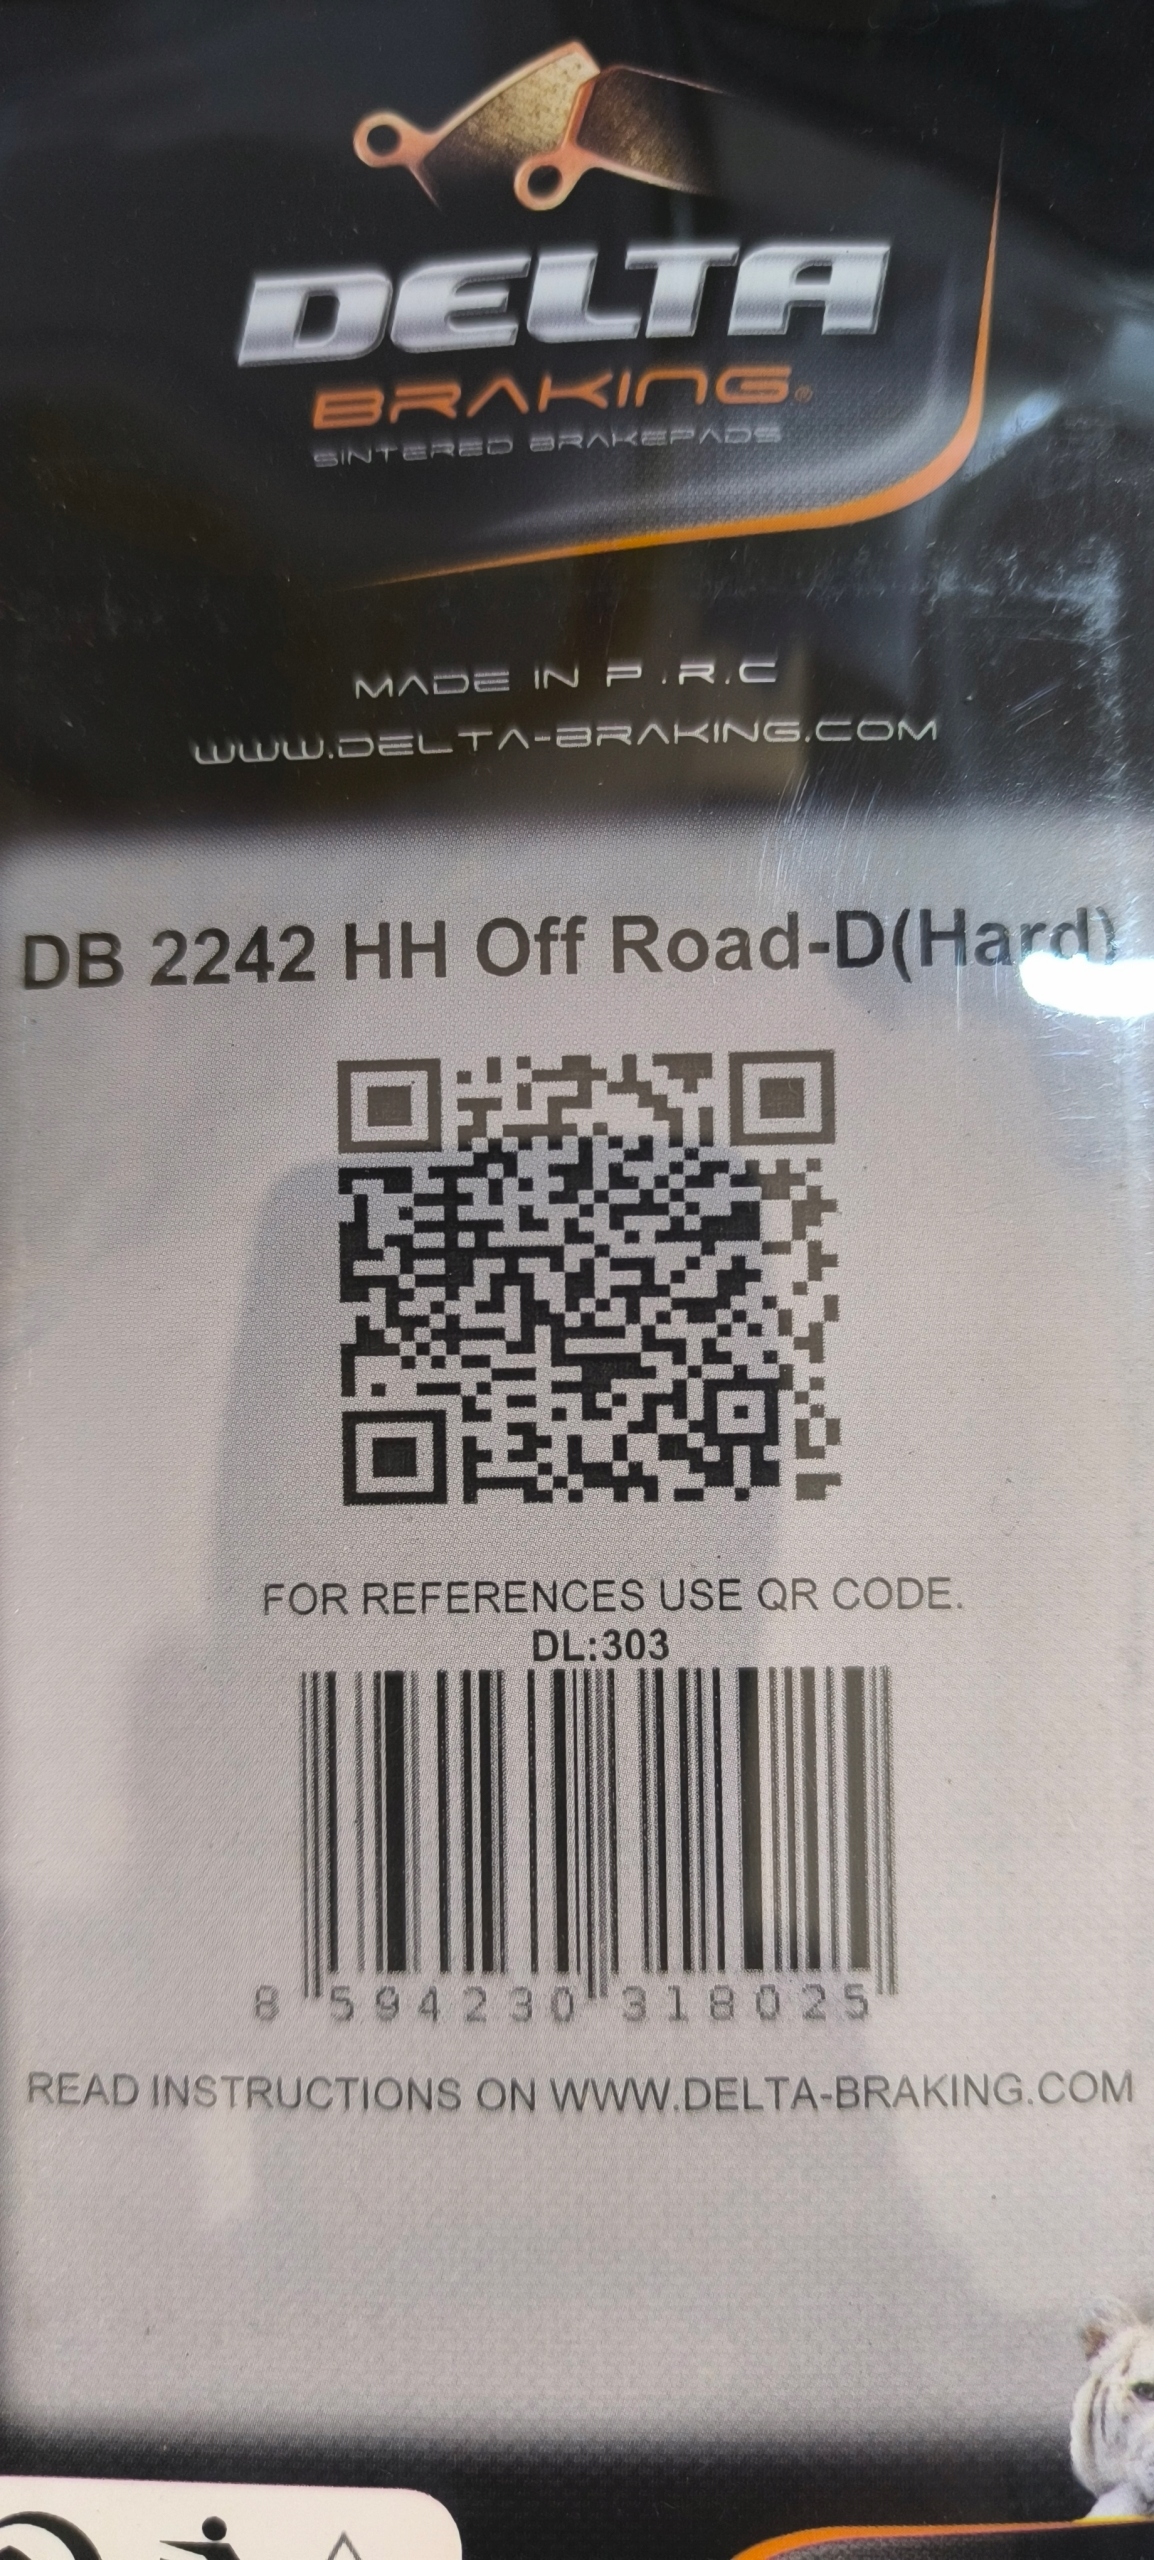 DELTA
BRAKING®
SINTERED BRAKEPADS
MADE IN P.R.C
WWW.DELTA-BRAKING.COM
DB 2242 HH Off Road-D(Hard)
FOR REFERENCES USE QR CODE.
DL:303
8 594230 318025
READ INSTRUCTIONS ON WWW.DELTA-BRAKING.COM